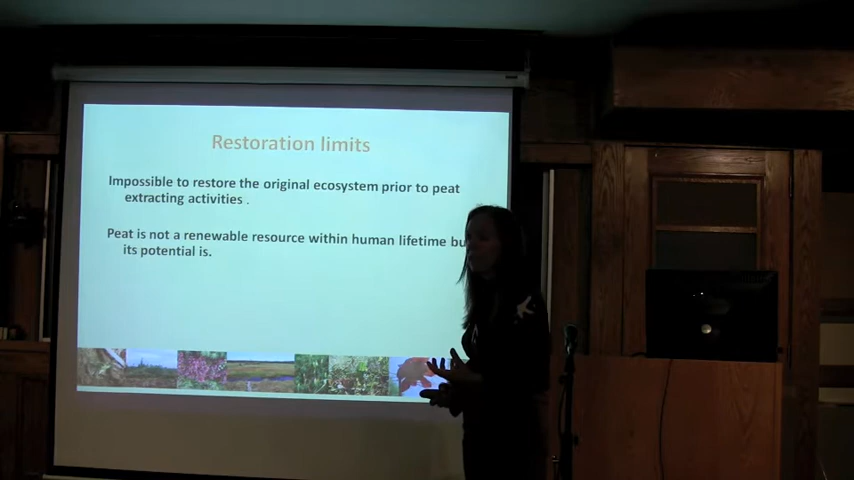 Restoration limits
Impossible to restore the original ecosystem prior to peat
extracting activities .
Peat is not a renewable resource within human lifetime
its potential is.